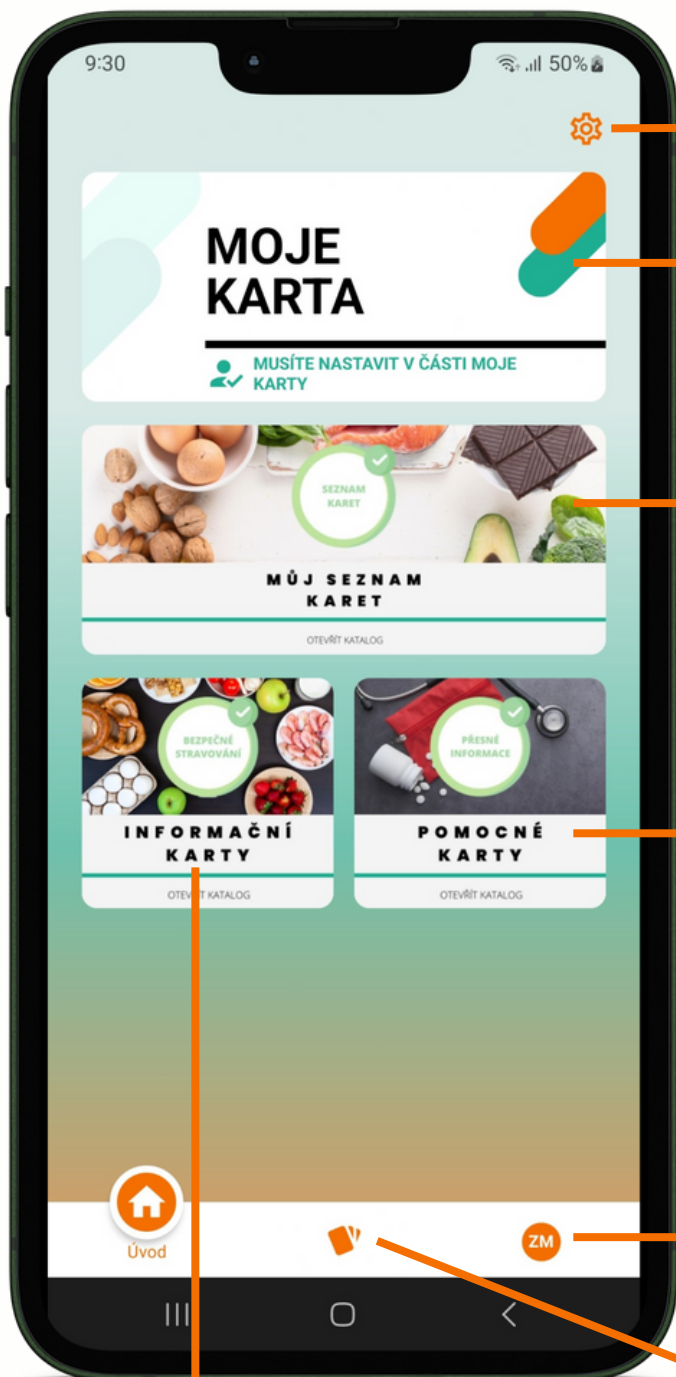 9:30
50%
MOJE
KARTA
MUSÍTE NASTAVIT V ČÁSTI MOJE
KARTY
SEZNAM
KARET
MŮJ SEZNAM
KARET
OTEVŘÍT KATALOG
BEZPEČNÉ
STRAVOVÁNÍ
PŘESNÉ
INFORMACE
INFORMAČNÍ
KARTY
POMOCNÉ
KARTY
OTEVŘÍT KATALOG
OTEVŘÍT KATALOG
Úvod
ZM